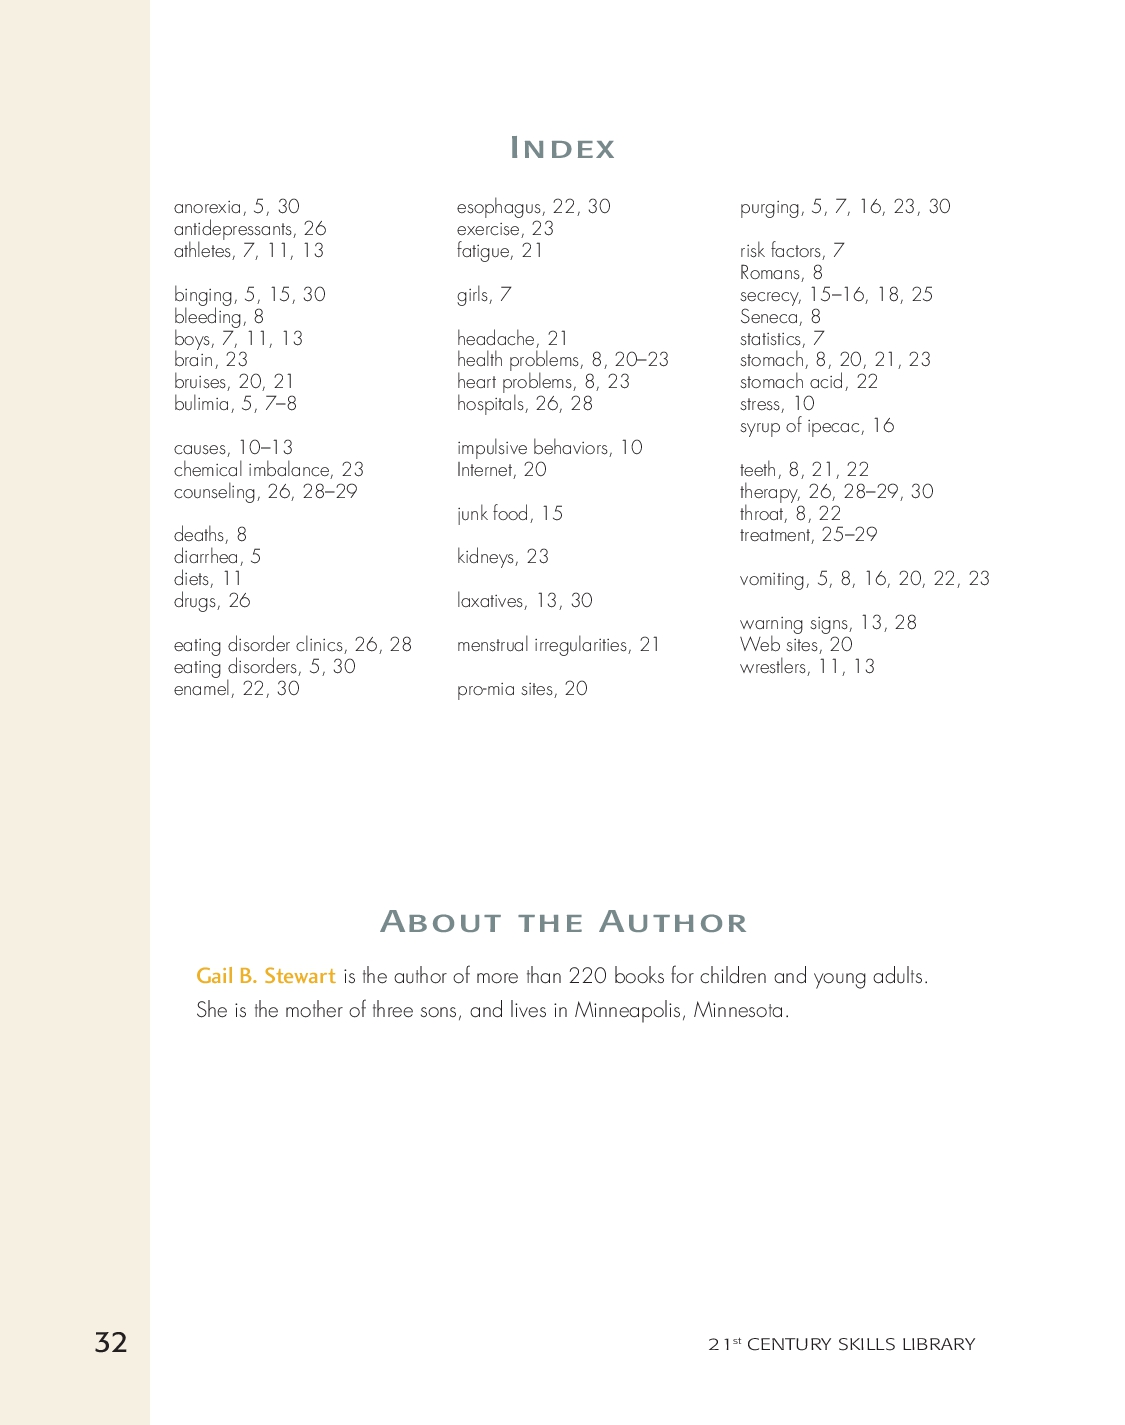 INDEX
anorexia, 5, 30
antidepressants, 26
athletes, 7, 11, 13
binging, 5, 15, 30
bleeding, 8
boys, 7, 11, 13
brain, 23
bruises, 20, 21
bulimia, 5, 7–8
causes, 10–13
chemical imbalance, 23
counseling, 26, 28–29
deaths, 8
diarrhea, 5
diets, 11
drugs, 26
eating disorder clinics, 26, 28
eating disorders, 5, 30
enamel, 22, 30
esophagus, 22, 30
exercise, 23
fatigue, 21
girls, 7
headache, 21
health problems, 8, 20–23
heart problems, 8, 23
hospitals, 26, 28
impulsive behaviors, 10
Internet, 20
junk food, 15
kidneys, 23
laxatives, 13, 30
menstrual irregularities, 21
pro-mia sites, 20
purging, 5, 7, 16, 23, 30
risk factors, 7
Romans, 8
secrecy, 15–16, 18, 25
Seneca, 8
statistics, 7
stomach, 8, 20, 21, 23
stomach acid, 22
stress, 10
syrup of ipecac, 16
teeth, 8, 21, 22
therapy, 26, 28–29, 30
throat, 8, 22
treatment, 25–29
vomiting, 5, 8, 16, 20, 22, 23
warning signs, 13, 28
Web sites, 20
wrestlers, 11, 13
ABOUT THE AUTHOR
Gail B. Stewart is the author of more than 220 books for children and young adults.
She is the mother of three sons, and lives in Minneapolis, Minnesota.
32
21st CENTURY SKILLS LIBRARY